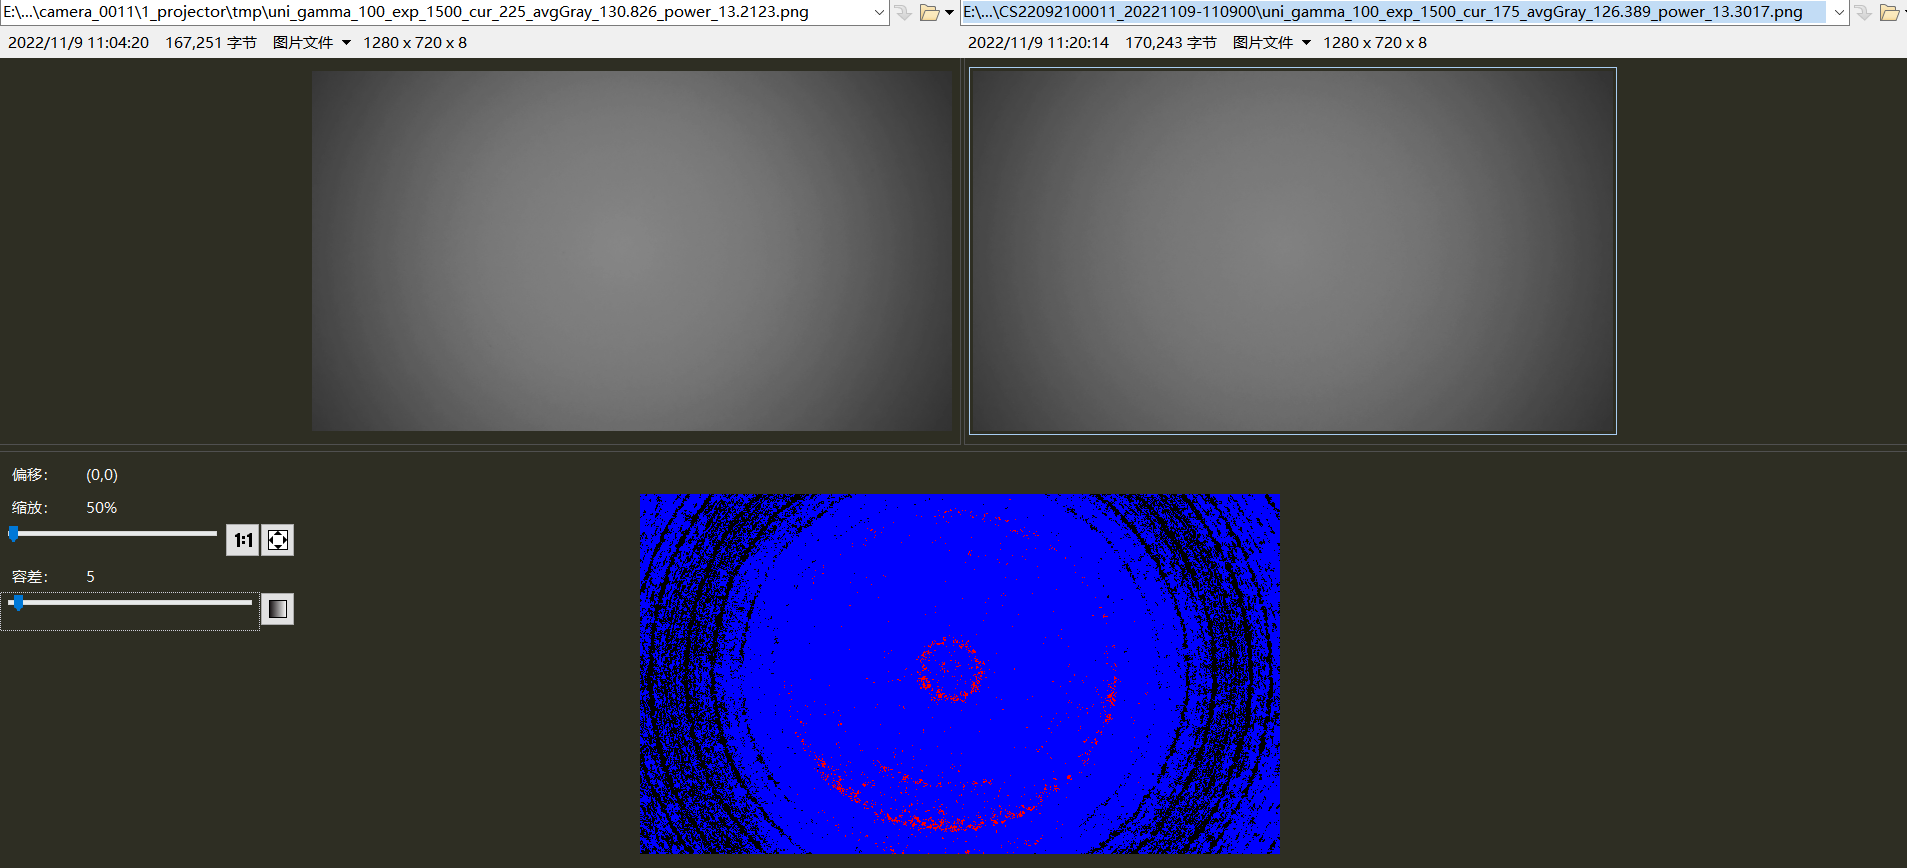 E:\...\camera_0011\1_projector\tmp\uni_gamma_100_exp_1500_cur_225_avgGray_130.826_power_13.2123.png
E:\...\CS22092100011_20221109-110900\uni_gamma_100_exp_1500_cur_175_avgGray_126.389_power_13.3017.png
2022/11/9 11:04:20 167,251 字节 图片文件 1280 x 720 x 8
2022/11/9 11:20:14 170,243 字节 图片文件 1280 x 720 x 8
偏移: (0,0)
缩放: 50%
1:1
容差: 5